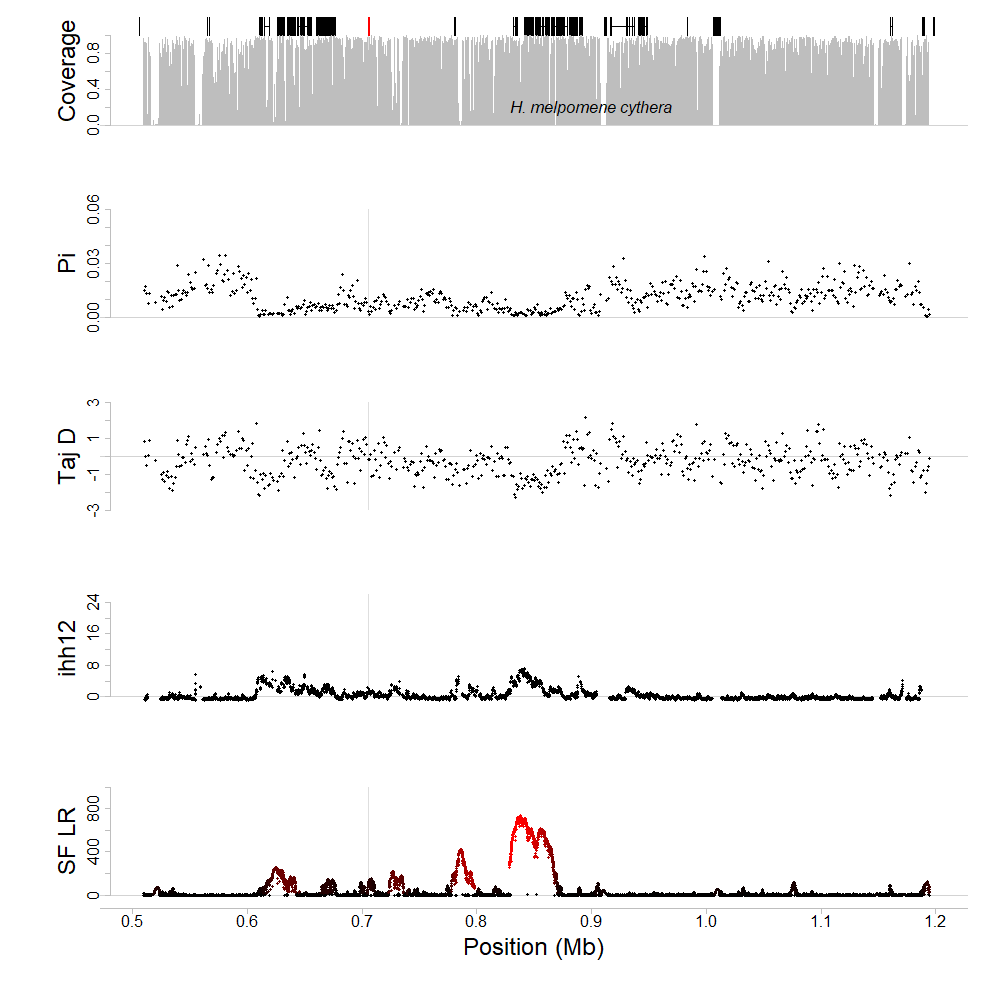 Coverage
0.0 0.4 0.8
H. melpomene cythera
Pi
0.00 0.03 0.06
Taj D
-3 -1 1 3
ihh12
0 8 16 24
SF LR
0 400 800
0.5 0.6 0.7 0.8 0.9 1.0 1.1 1.2
Position (Mb)